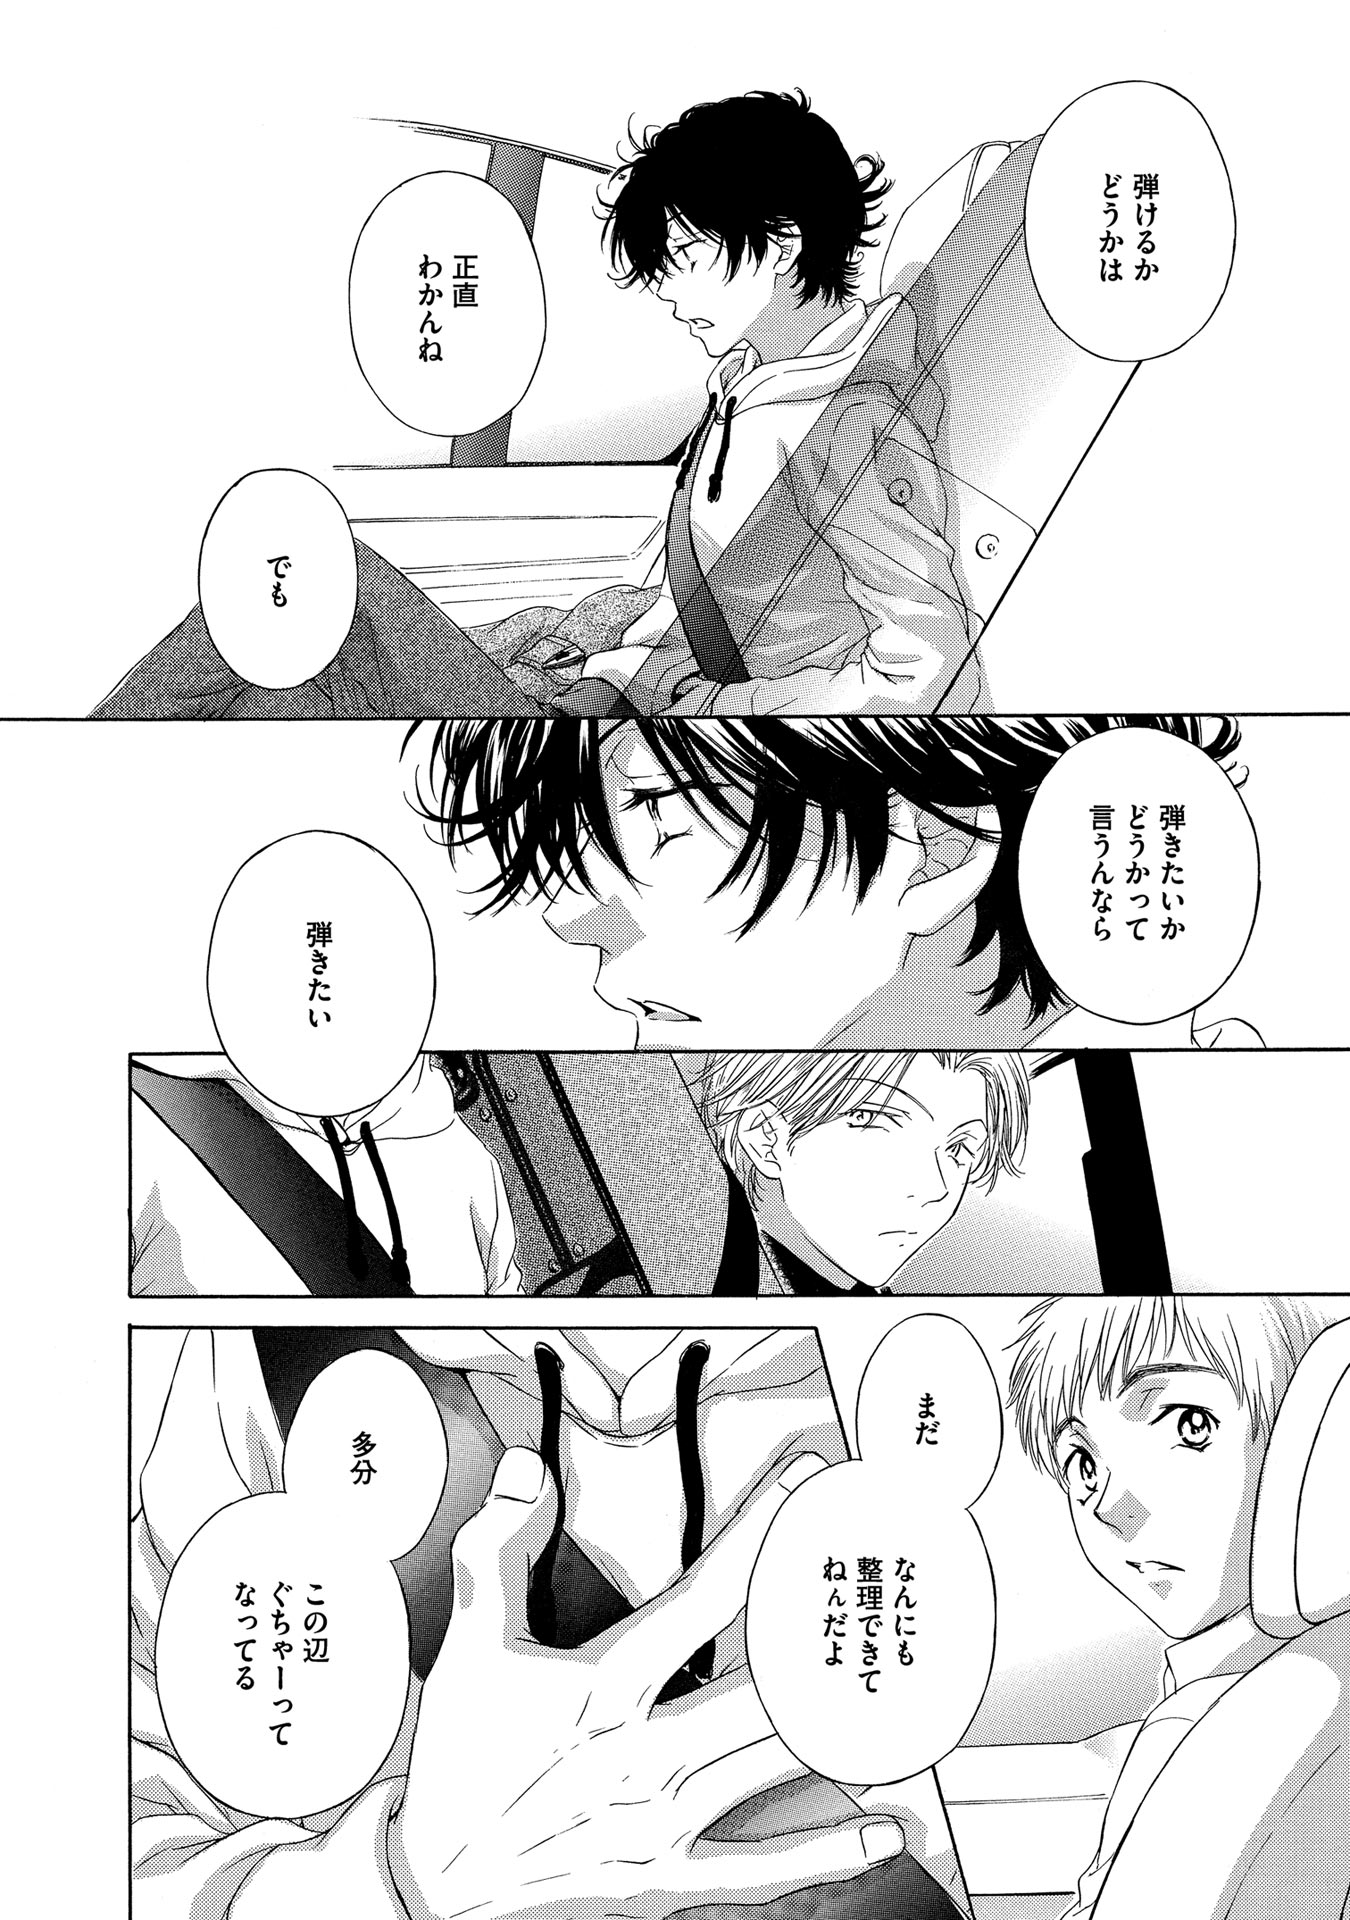 弾けるか
どうかは
正直
わかんね
でも
弾きたいか
どうかって
言うんなら
弾きたい
まだ
なんにも
整理できて
ねんだよ
多分
この辺
ぐちゃーって
なってる